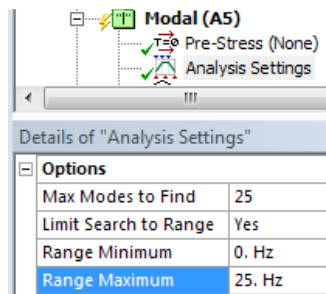 Modal (A5)
Pre-Stress (None)
Analysis Settings
Details of "Analysis Settings"
Options
Max Modes to Find 25
Limit Search to Range Yes
Range Minimum 0. Hz
Range Maximum 25. Hz